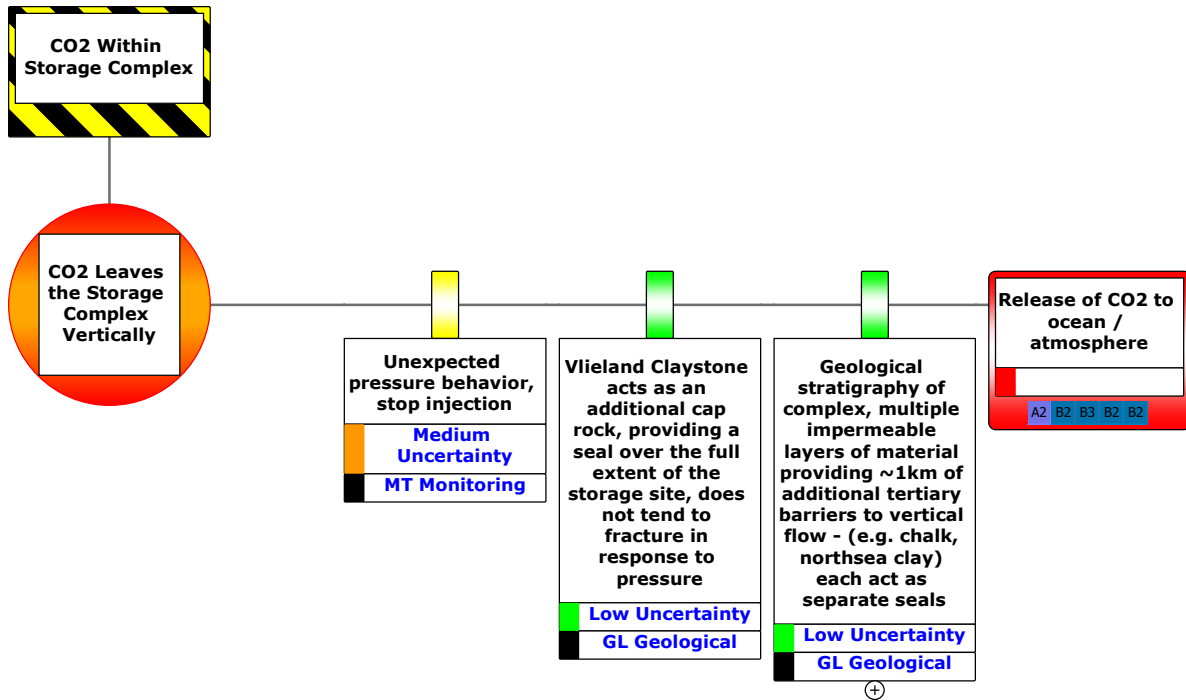 CO2 Within
Storage Complex
CO2 Leaves
the Storage
Complex
Vertically
Unexpected
pressure behavior,
stop injection
Medium
Uncertainty
MT Monitoring
Vlieland Claystone
acts as an
additional cap
rock, providing a
seal over the full
extent of the
storage site, does
not tend to
fracture in
response to
pressure
Low Uncertainty
GL Geological
Geological
stratigraphy of
complex, multiple
impermeable
layers of material
providing ~1km of
additional tertiary
barriers to vertical
flow - (e.g. chalk,
northsea clay)
each act as
separate seals
Low Uncertainty
GL Geological
Release of CO2 to
ocean /
atmosphere
A2 B2 B3 B2 B2